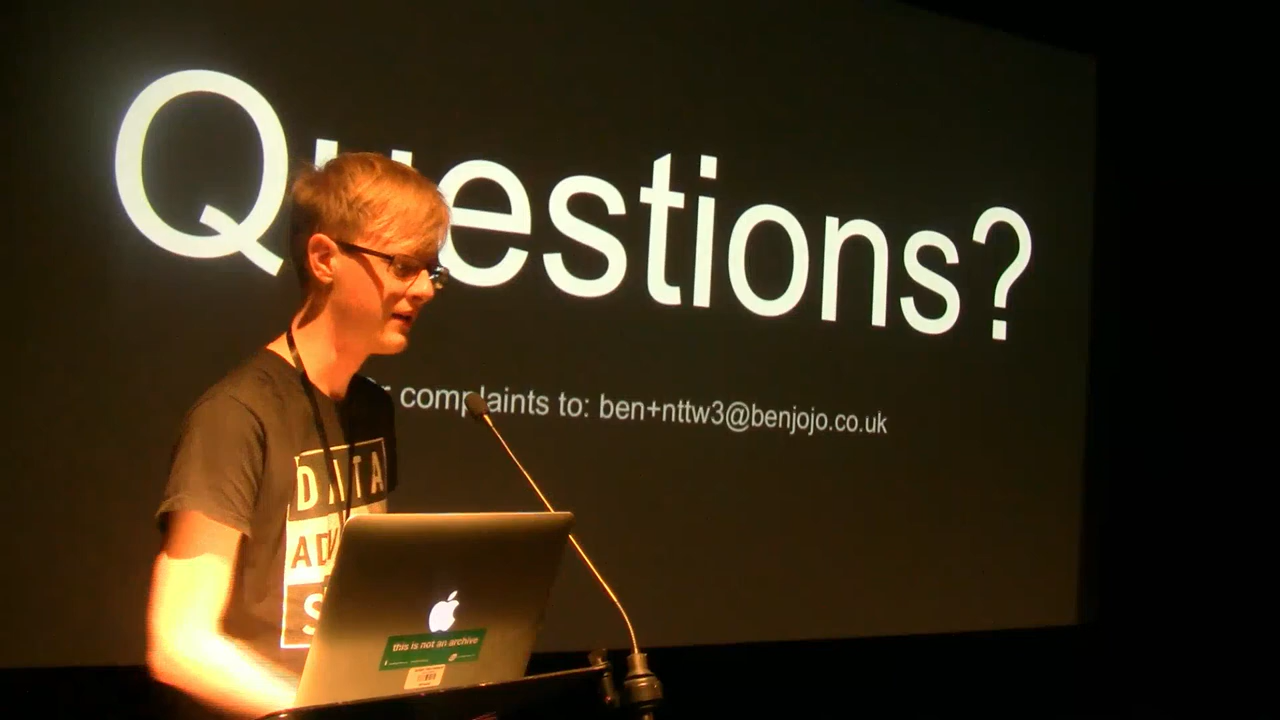 Questions?
complaints to: ben+nttw3@benjojo.co.uk
DATA
this is not an archive